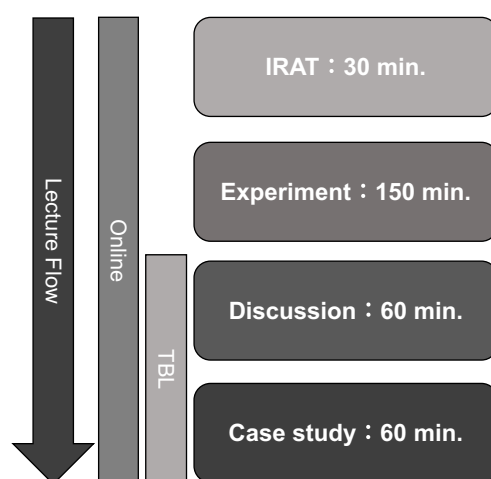 IRAT：30 min.
Experiment：150 min.
Discussion：60 min.
Case study：60 min.
Lecture Flow
Online
TBL